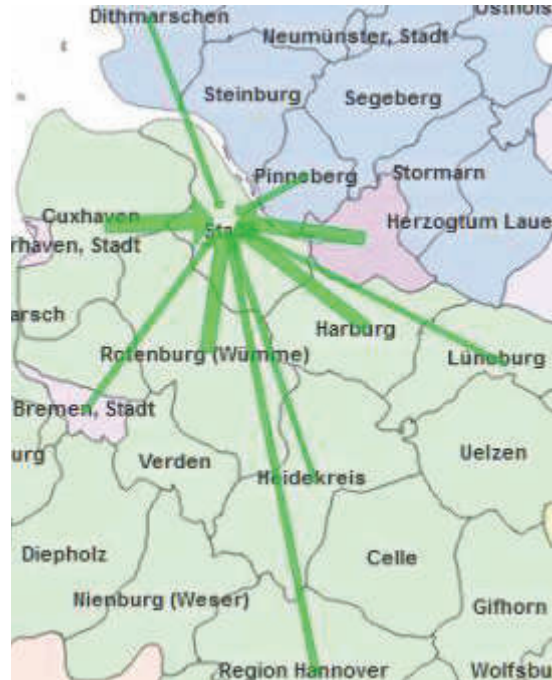 Dithmarschen
Osthols
Neumünster, Stadt
Steinburg
Segeberg
Pinneberg
Stormarn
Cuxhaven
Herzogtum Laue
rhaven, Stadt
Sta
arsch
Harburg
Rotenburg (Wümme)
Lüneburg
Bremen, Stadt
urg
Verden
Uelzen
Heidekreis
Diepholz
Celle
Nienburg (Weser)
Gifhorn
Region Hannover
Wolfsbu